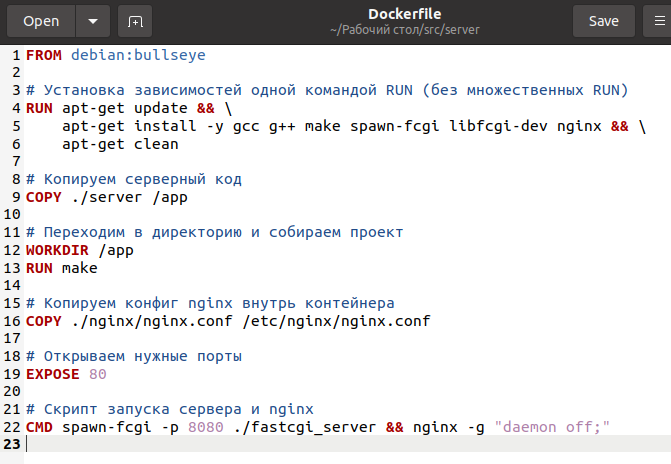 Open
Dockerfile
~/Рабочий стол/src/server
Save
1 FROM debian:bullseye
2
3 # Установка зависимостей одной командой RUN (без множественных RUN)
4 RUN apt-get update && \
5     apt-get install -y gcc g++ make spawn-fcgi libfcgi-dev nginx && \
6     apt-get clean
7
8 # Копируем серверный код
9 COPY ./server /app
10
11 # Переходим в директорию и собираем проект
12 WORKDIR /app
13 RUN make
14
15 # Копируем конфиг nginx внутрь контейнера
16 COPY ./nginx/nginx.conf /etc/nginx/nginx.conf
17
18 # Открываем нужные порты
19 EXPOSE 80
20
21 # Скрипт запуска сервера и nginx
22 CMD spawn-fcgi -p 8080 ./fastcgi_server && nginx -g "daemon off;"
23